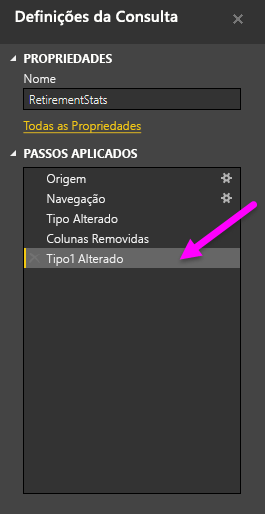 Definições da Consulta
PROPRIEDADES
Nome
RetirementStats
Todas as Propriedades
PASSOS APLICADOS
Origem
Navegação
Tipo Alterado
Colunas Removidas
Tipo1 Alterado